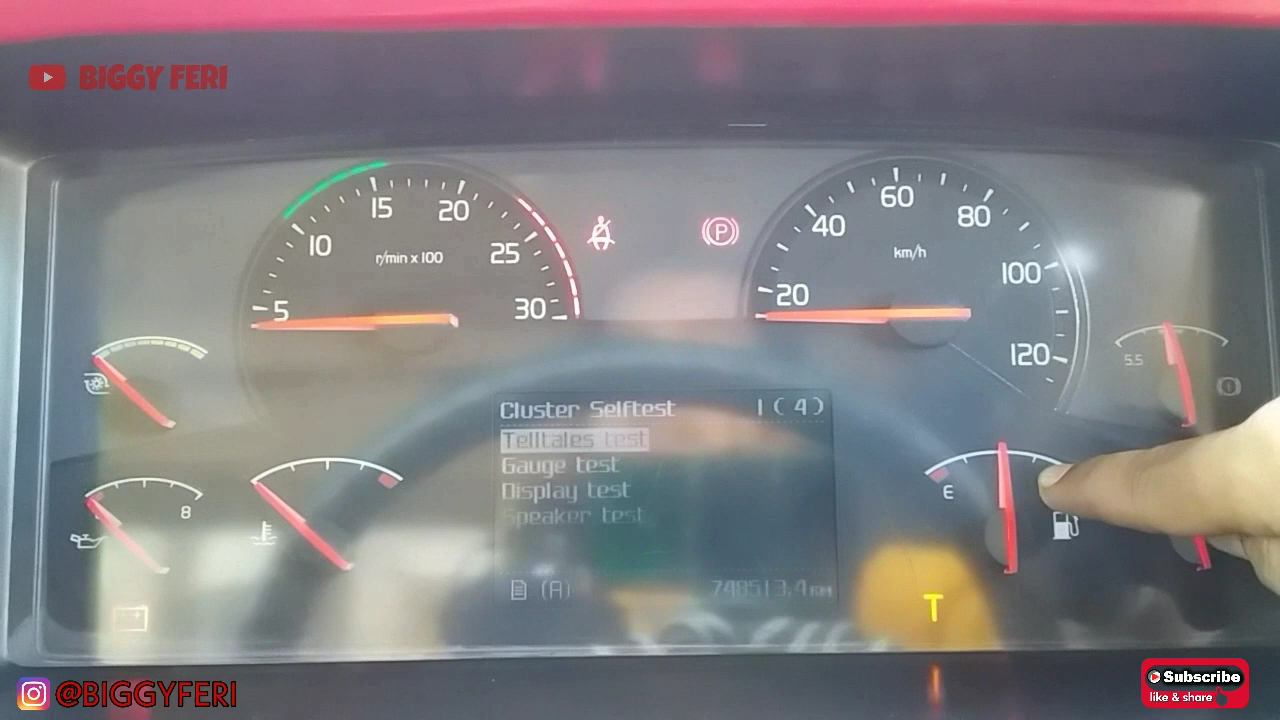 BIGGY FERI
5
10
15
20
25
30
r/min x 100
P
20
40
60
80
100
120
km/h
5.5
8
E
Cluster Selftest 1(4)
Telltales test
Gauge test
Display test
Speaker test
(A) 748513.4 KM
T
@BIGGYFERI
Subscribe
like & share